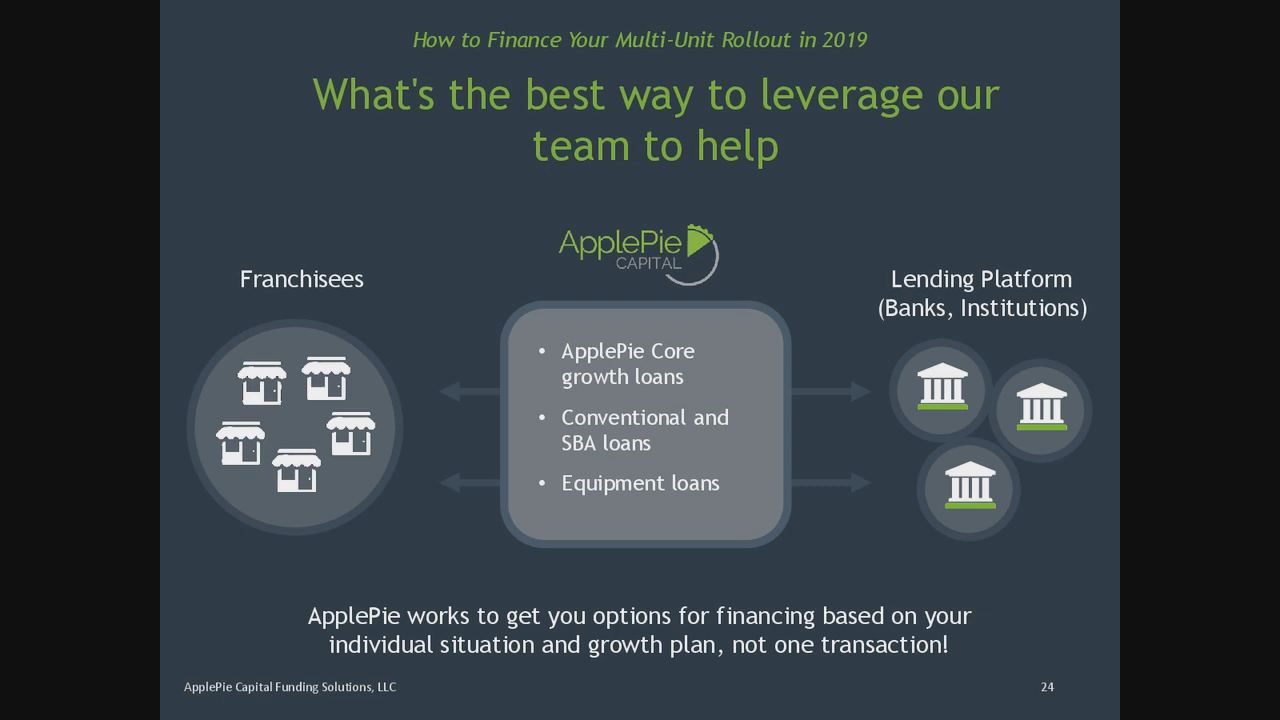 How to Finance Your Multi-Unit Rollout in 2019
What's the best way to leverage our
team to help
ApplePie
CAPITAL
Franchisees
Lending Platform
(Banks, Institutions)
• ApplePie Core
growth loans
• Conventional and
SBA loans
• Equipment loans
ApplePie works to get you options for financing based on your
individual situation and growth plan, not one transaction!
ApplePie Capital Funding Solutions, LLC
24